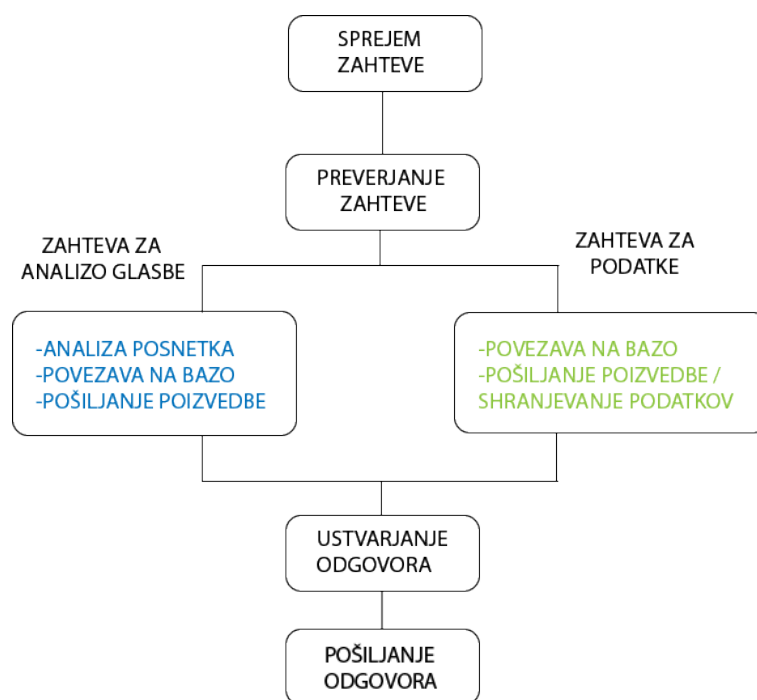 SPREJEM
ZAHTEVE
PREVERJANJE
ZAHTEVE
ZAHTEVA ZA
ANALIZO GLASBE
ZAHTEVA ZA
PODATKE
-ANALIZA POSNETKA
-POVEZAVA NA BAZO
-POŠILJANJE POIZVEDBE
-POVEZAVA NA BAZO
-POŠILJANJE POIZVEDBE /
SHRANJEVANJE PODATKOV
USTVARJANJE
ODGOVORA
POŠILJANJE
ODGOVORA